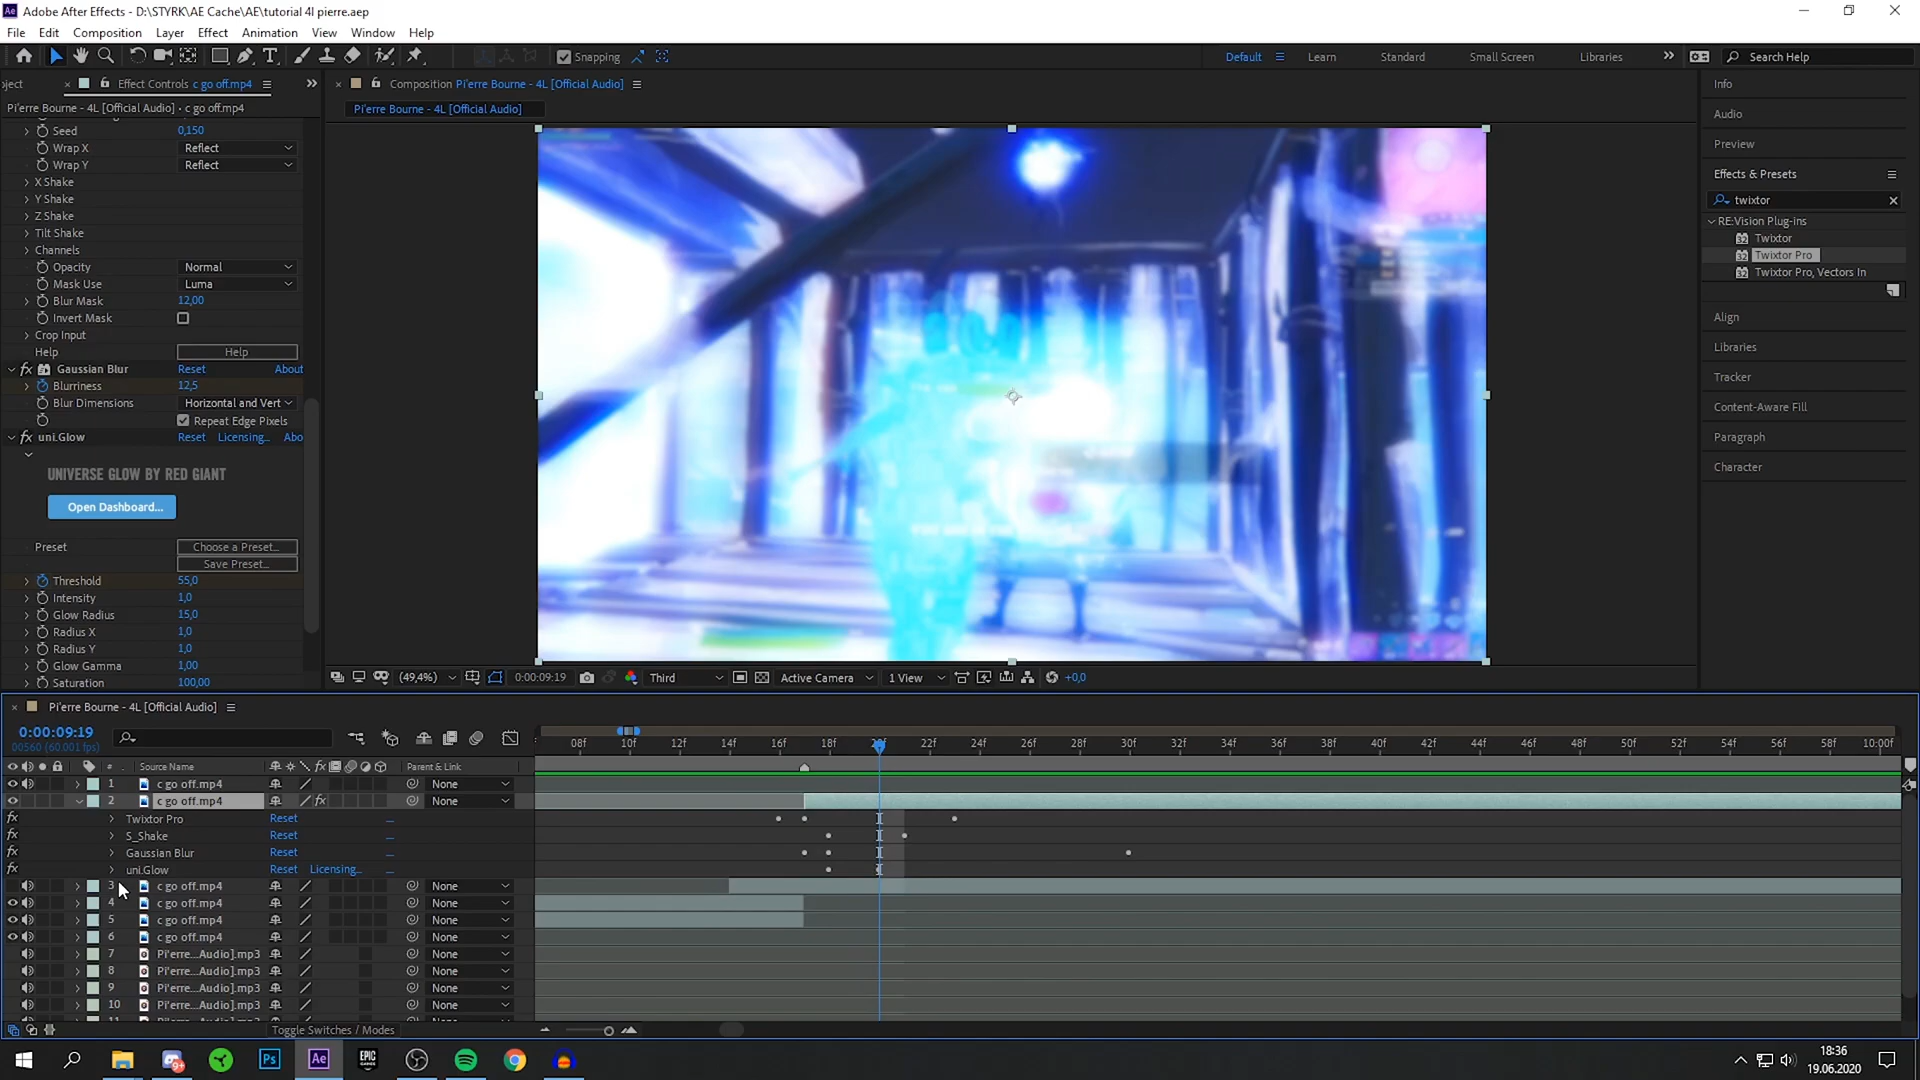 Adobe After Effects - D:\STYRK\AE Cache\AE\tutorial 4l pierre.aep
File Edit Composition Layer Effect Animation View Window Help
Snapping Default Learn Standard Small Screen Libraries Search Help
oject Effect Controls c go off.mp4
Composition Pi'erre Bourne - 4L [Official Audio]
Pi'erre Bourne - 4L [Official Audio] • c go off.mp4
Pi'erre Bourne - 4L [Official Audio]
Seed 0,150
Wrap X Reflect
Wrap Y Reflect
X Shake
Y Shake
Z Shake
Tilt Shake
Channels
Opacity Normal
Mask Use Luma
Blur Mask 12,00
Invert Mask
Crop Input
Help Help
Gaussian Blur Reset About
Blurriness 12,5
Blur Dimensions Horizontal and Vert
Repeat Edge Pixels
uni.Glow Reset Licensing... Abo
UNIVERSE GLOW BY RED GIANT
Open Dashboard...
Preset Choose a Preset...
Save Preset...
Threshold 55,0
Intensity 1,0
Glow Radius 15,0
Radius X 1,0
Radius Y 1,0
Glow Gamma 1,00
Saturation 100,00
Info
Audio
Preview
Effects & Presets
twixtor
RE:Vision Plug-ins
Twixtor
Twixtor Pro
Twixtor Pro, Vectors In
Align
Libraries
Tracker
Content-Aware Fill
Paragraph
Character
(49,4%) 0:00:09:19 Third Active Camera 1 View +0,0
Pi'erre Bourne - 4L [Official Audio]
0:00:09:19
00560 (60.001 fps)
08f 10f 12f 14f 16f 18f 20f 22f 24f 26f 28f 30f 32f 34f 36f 38f 40f 42f 44f 46f 48f 50f 52f 54f 56f 58f 10:00f
# Source Name Parent & Link
1 c go off.mp4 None
2 c go off.mp4 fx None
fx Twixtor Pro Reset
fx S_Shake Reset
fx Gaussian Blur Reset
fx uni.Glow Reset Licensing...
3 c go off.mp4 None
4 c go off.mp4 None
5 c go off.mp4 None
6 c go off.mp4 None
7 Pi'erre...Audio].mp3 None
8 Pi'erre...Audio].mp3 None
9 Pi'erre...Audio].mp3 None
10 Pi'erre...Audio].mp3 None
Toggle Switches / Modes
Ps Ae EPIC GAMES
18:36
19.06.2020